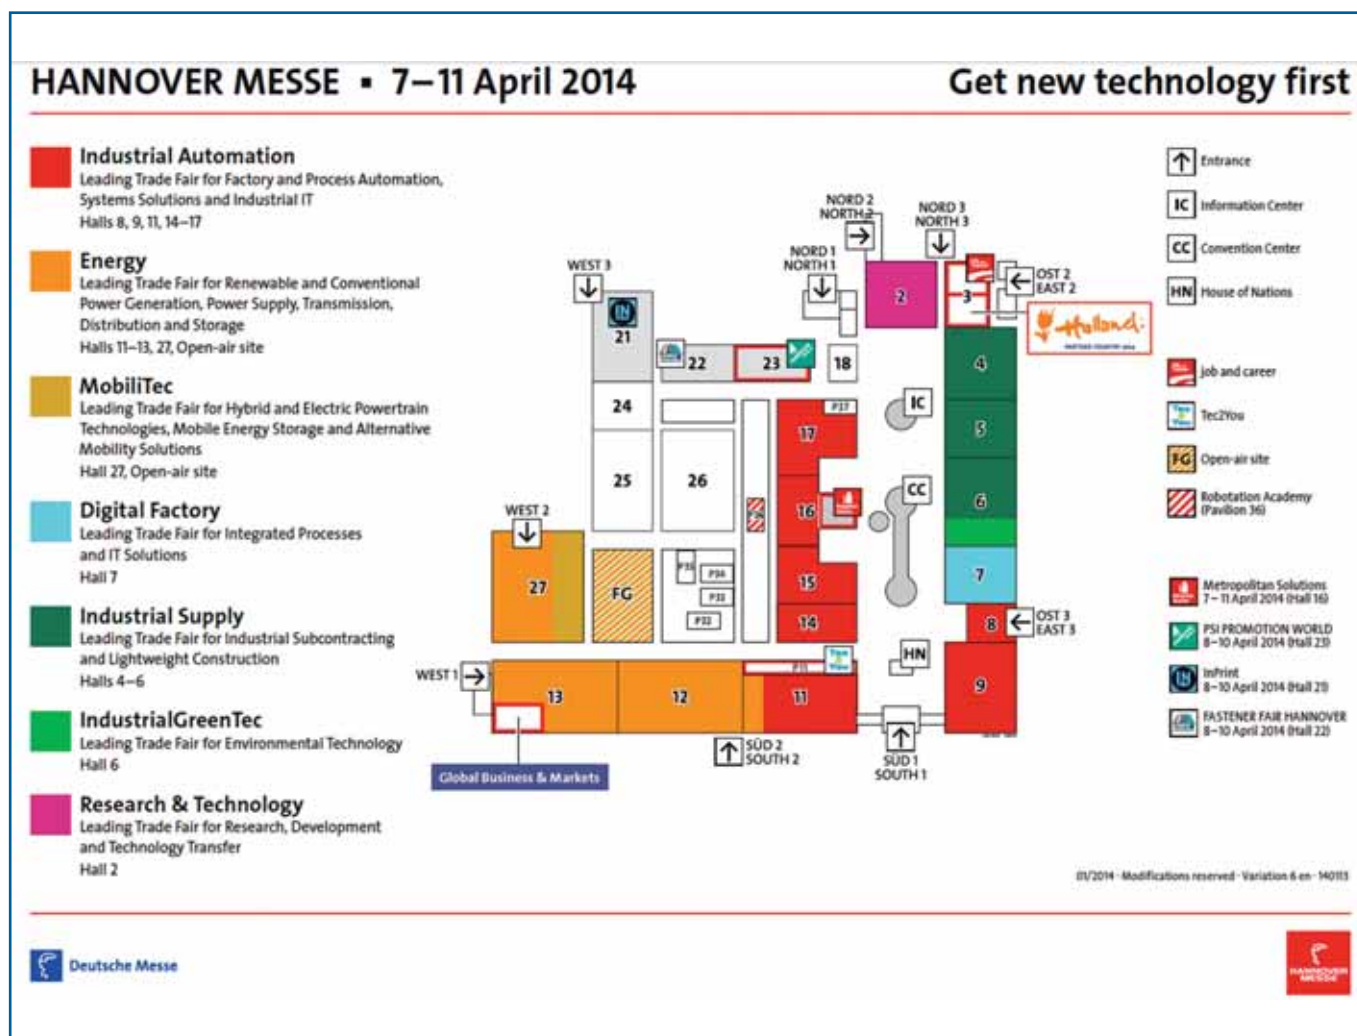 HANNOVER MESSE ▪ 7–11 April 2014
Get new technology first
Industrial Automation
Leading Trade Fair for Factory and Process Automation,
Systems Solutions and Industrial IT
Halls 8, 9, 11, 14–17
Energy
Leading Trade Fair for Renewable and Conventional
Power Generation, Power Supply, Transmission,
Distribution and Storage
Halls 11–13, 27, Open-air site
MobiliTec
Leading Trade Fair for Hybrid and Electric Powertrain
Technologies, Mobile Energy Storage and Alternative
Mobility Solutions
Hall 27, Open-air site
Digital Factory
Leading Trade Fair for Integrated Processes
and IT Solutions
Hall 7
Industrial Supply
Leading Trade Fair for Industrial Subcontracting
and Lightweight Construction
Halls 4–6
IndustrialGreenTec
Leading Trade Fair for Environmental Technology
Hall 6
Research & Technology
Leading Trade Fair for Research, Development
and Technology Transfer
Hall 2
NORD 2
NORTH 2
NORD 3
NORTH 3
NORD 1
NORTH 1
WEST 3
OST 2
EAST 2
2
3
Holland
IN
21
22
23
18
4
24
P37
IC
17
5
25
26
16
CC
6
WEST 2
P36
27
FG
P35
P34
P33
P32
15
7
14
8
OST 3
EAST 3
Tec2You
HN
WEST 1
P11
13
12
11
9
SÜD 2
SOUTH 2
SÜD 1
SOUTH 1
Global Business & Markets
Entrance
IC Information Center
CC Convention Center
HN House of Nations
job and career
Tec2You
FG Open-air site
Robotation Academy
(Pavilion 36)
Metropolitan Solutions
7–11 April 2014 (Hall 16)
PSI PROMOTION WORLD
8–10 April 2014 (Hall 23)
IN InPrint
8–10 April 2014 (Hall 21)
FASTENER FAIR HANNOVER
8–10 April 2014 (Hall 22)
01/2014 · Modifications reserved · Variation 6 en · 140113
Deutsche Messe
HANNOVER
MESSE